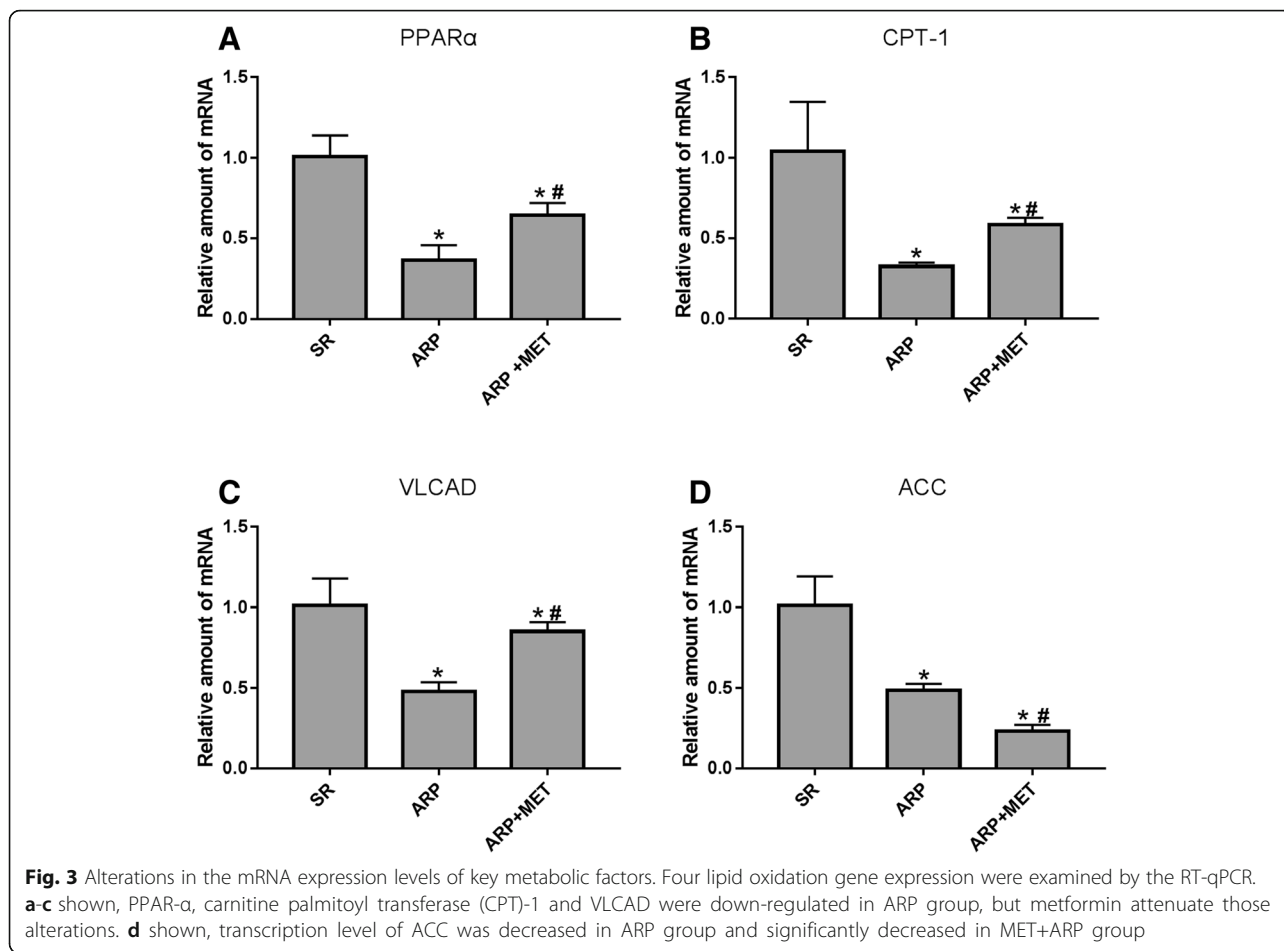 A
PPARα
Relative amount of mRNA
1.5
1.0
0.5
0.0
*
* #
SR
ARP
ARP +MET
B
CPT-1
Relative amount of mRNA
1.5
1.0
0.5
0.0
*
* #
SR
ARP
ARP+MET
C
VLCAD
Relative amount of mRNA
1.5
1.0
0.5
0.0
*
* #
SR
ARP
ARP+MET
D
ACC
Relative amount of mRNA
1.5
1.0
0.5
0.0
*
* #
SR
ARP
ARP+MET
Fig. 3 Alterations in the mRNA expression levels of key metabolic factors. Four lipid oxidation gene expression were examined by the RT-qPCR.
a-c shown, PPAR-α, carnitine palmitoyl transferase (CPT)-1 and VLCAD were down-regulated in ARP group, but metformin attenuate those
alterations. d shown, transcription level of ACC was decreased in ARP group and significantly decreased in MET+ARP group